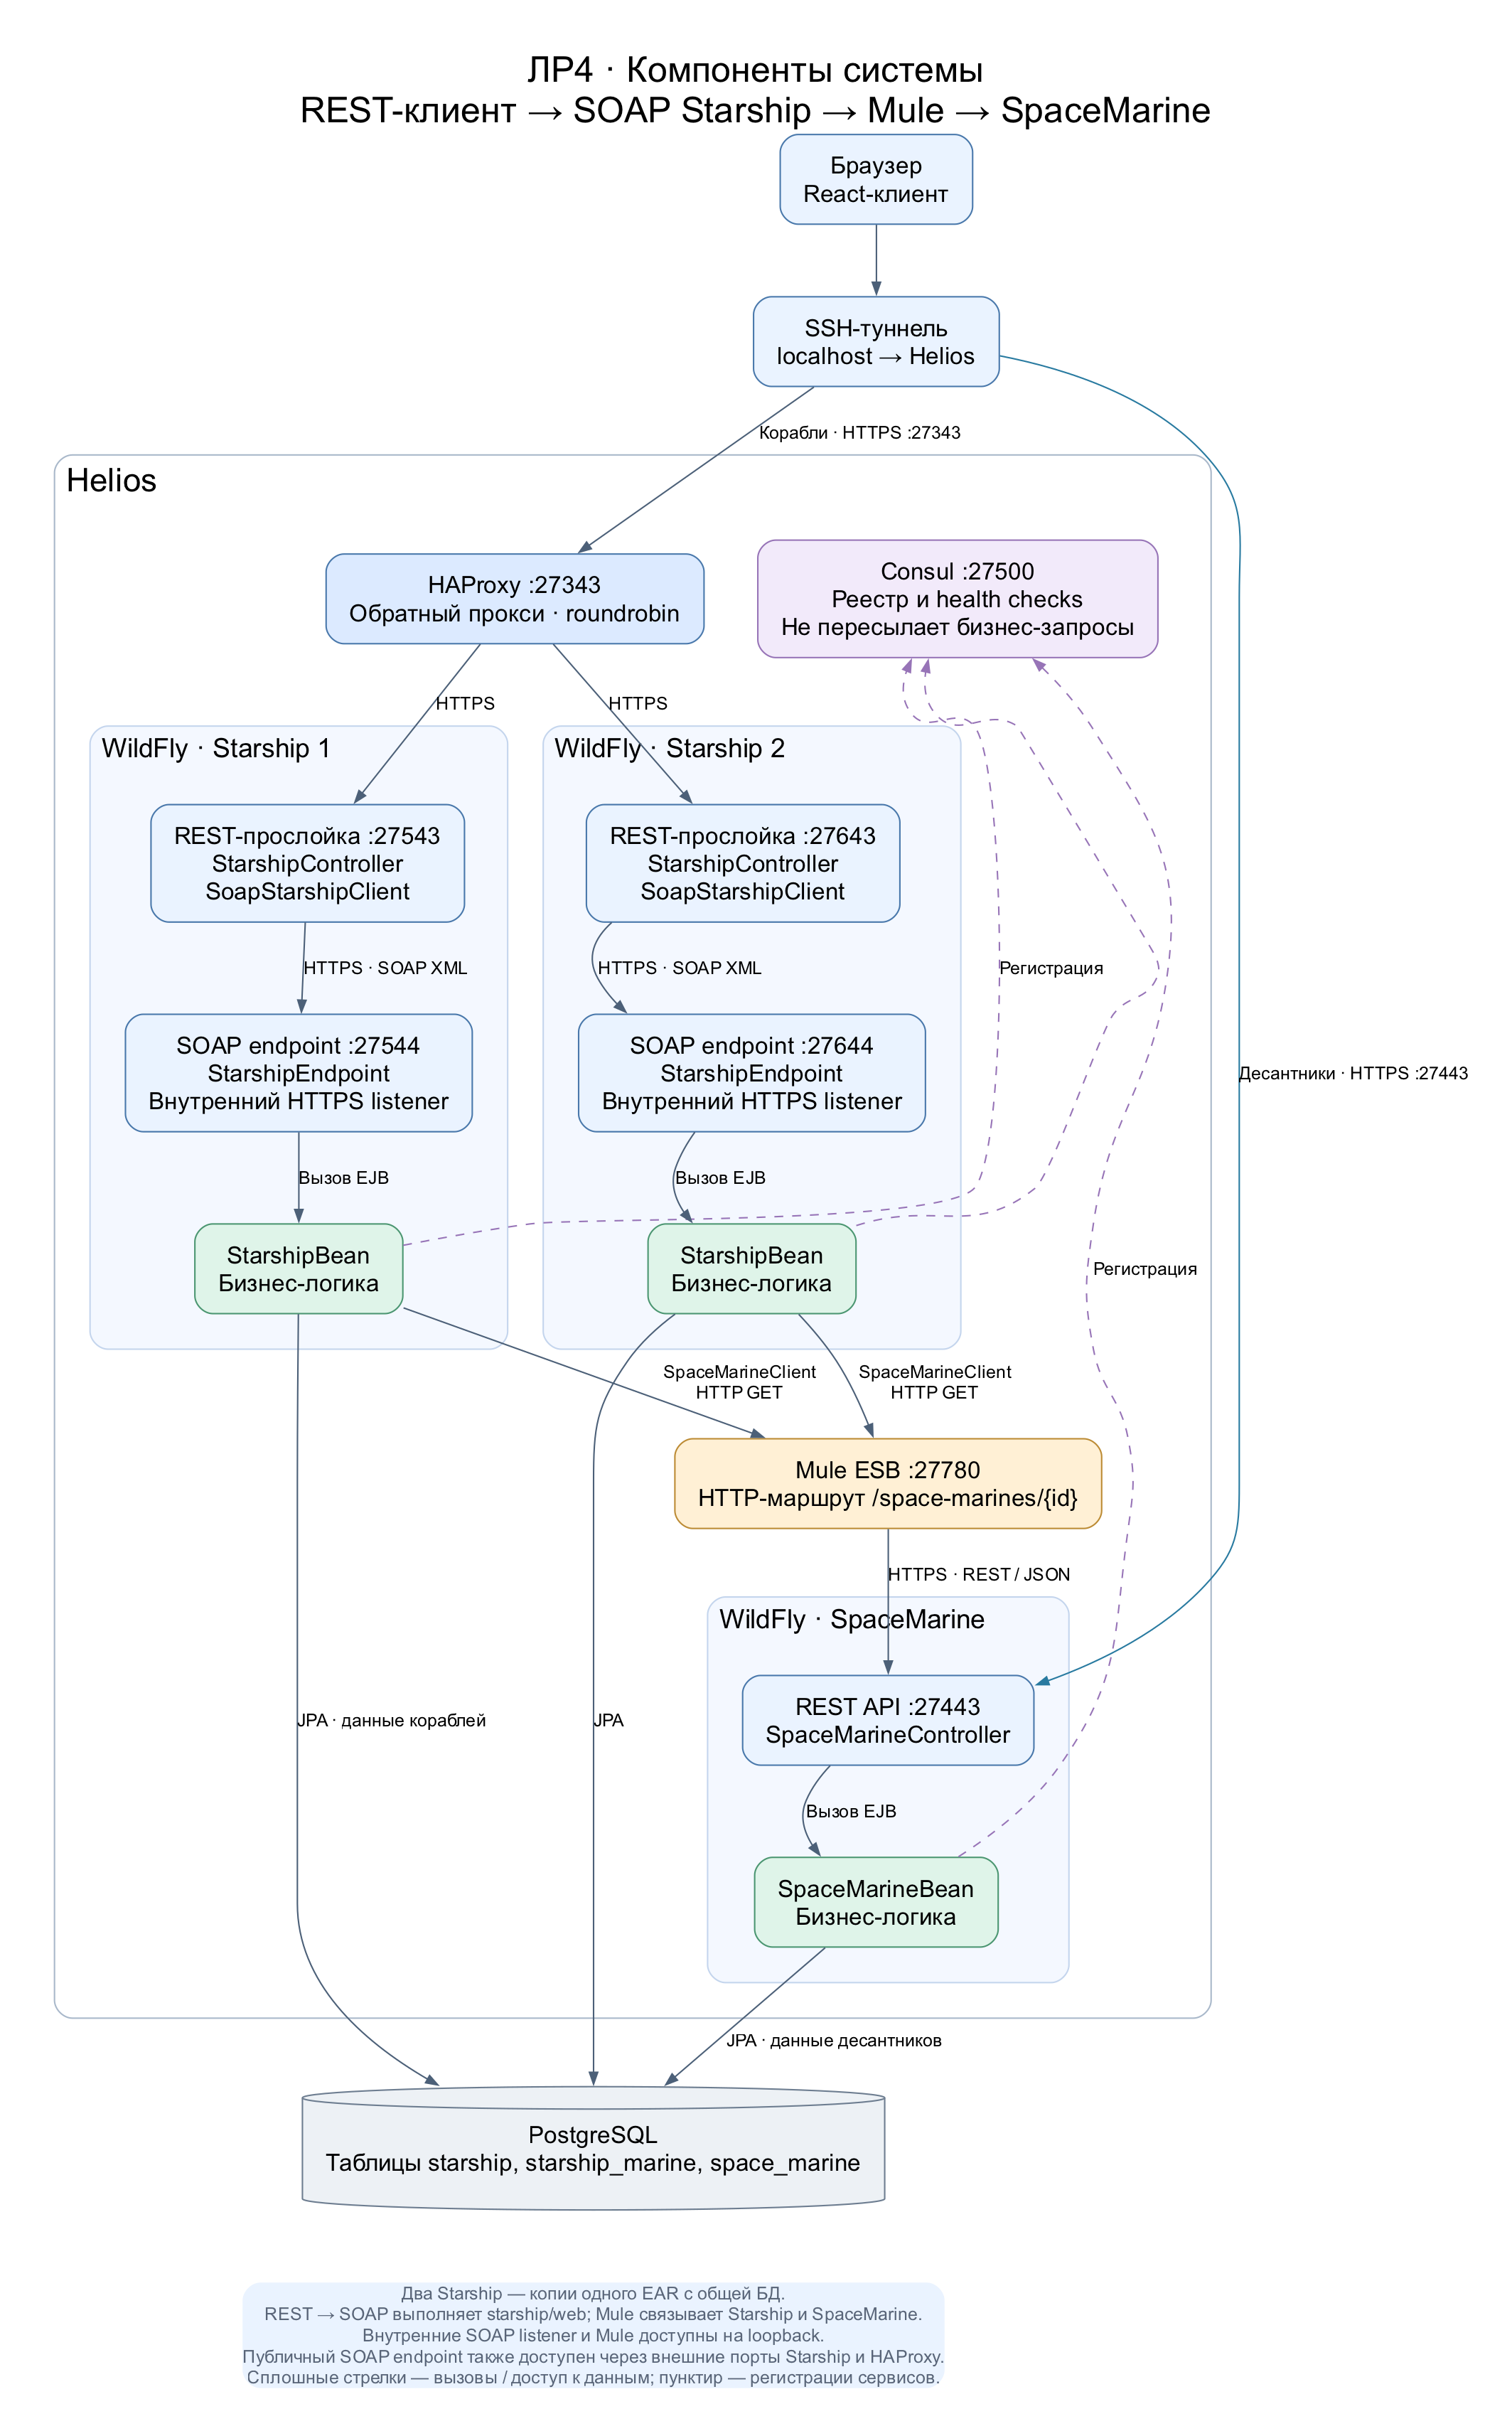 ЛР4 · Компоненты системы
REST-клиент → SOAP Starship → Mule → SpaceMarine
Браузер
React-клиент
SSH-туннель
localhost → Helios
Корабли · HTTPS :27343
Helios
HAProxy :27343
Обратный прокси · roundrobin
Consul :27500
Реестр и health checks
Не пересылает бизнес-запросы
HTTPS
HTTPS
WildFly · Starship 1
WildFly · Starship 2
REST-прослойка :27543
StarshipController
SoapStarshipClient
REST-прослойка :27643
StarshipController
SoapStarshipClient
HTTPS · SOAP XML
HTTPS · SOAP XML
Регистрация
SOAP endpoint :27544
StarshipEndpoint
Внутренний HTTPS listener
SOAP endpoint :27644
StarshipEndpoint
Внутренний HTTPS listener
Десантники · HTTPS :27443
Вызов EJB
Вызов EJB
StarshipBean
Бизнес-логика
StarshipBean
Бизнес-логика
Регистрация
SpaceMarineClient
HTTP GET
SpaceMarineClient
HTTP GET
Mule ESB :27780
HTTP-маршрут /space-marines/{id}
HTTPS · REST / JSON
WildFly · SpaceMarine
REST API :27443
SpaceMarineController
JPA · данные кораблей
JPA
Вызов EJB
SpaceMarineBean
Бизнес-логика
JPA · данные десантников
PostgreSQL
Таблицы starship, starship_marine, space_marine
Два Starship — копии одного EAR с общей БД.
REST → SOAP выполняет starship/web; Mule связывает Starship и SpaceMarine.
Внутренние SOAP listener и Mule доступны на loopback.
Публичный SOAP endpoint также доступен через внешние порты Starship и HAProxy.
Сплошные стрелки — вызовы / доступ к данным; пунктир — регистрации сервисов.